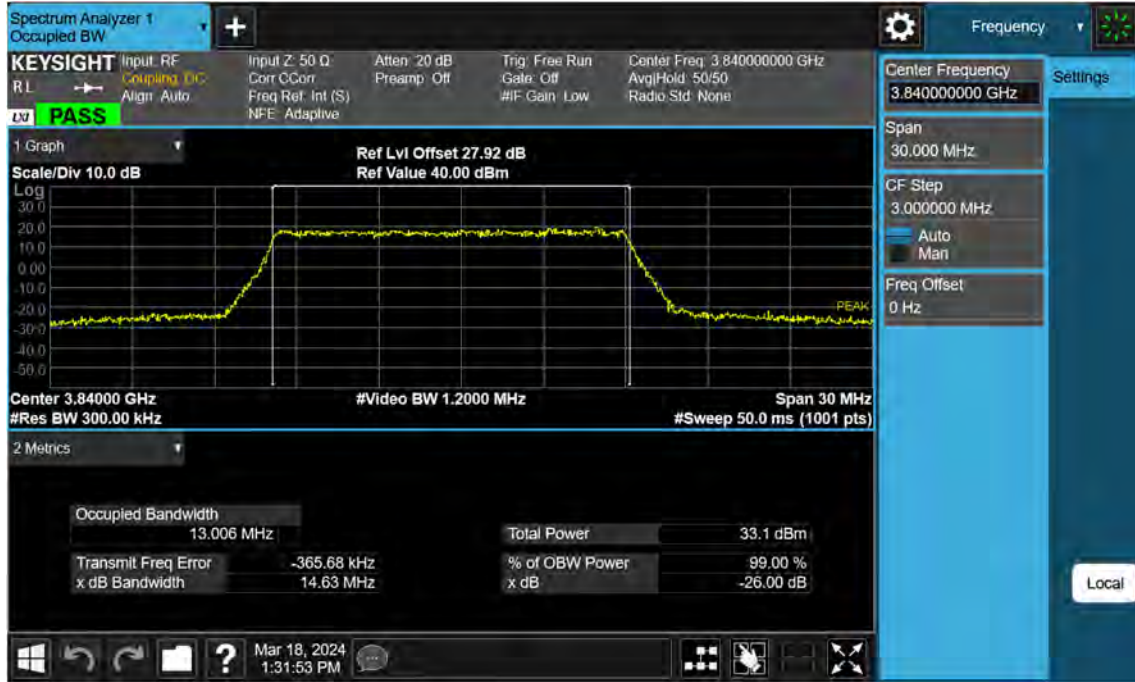 Spectrum Analyzer 1
Occupied BW
+
Frequency
KEYSIGHT
R L
LXI
PASS
Input: RF
Coupling: DC
Align: Auto
Input Z: 50 Ω
Corr CCorr
Freq Ref: Int (S)
NFE: Adaptive
Atten: 20 dB
Preamp: Off
Trig: Free Run
Gate: Off
#IF Gain: Low
Center Freq: 3.840000000 GHz
Avg|Hold: 50/50
Radio Std: None
1 Graph
Scale/Div 10.0 dB
Ref Lvl Offset 27.92 dB
Ref Value 40.00 dBm
Log
30.0
20.0
10.0
0.00
-10.0
-20.0
-30.0
-40.0
-50.0
PEAK
Center 3.84000 GHz
#Video BW 1.2000 MHz
Span 30 MHz
#Res BW 300.00 kHz
#Sweep 50.0 ms (1001 pts)
2 Metrics
Occupied Bandwidth
13.006 MHz
Total Power 33.1 dBm
Transmit Freq Error -365.68 kHz
% of OBW Power 99.00 %
x dB Bandwidth 14.63 MHz
x dB -26.00 dB
Center Frequency
3.840000000 GHz
Settings
Span
30.000 MHz
CF Step
3.000000 MHz
Auto
Man
Freq Offset
0 Hz
Local
?
Mar 18, 2024
1:31:53 PM